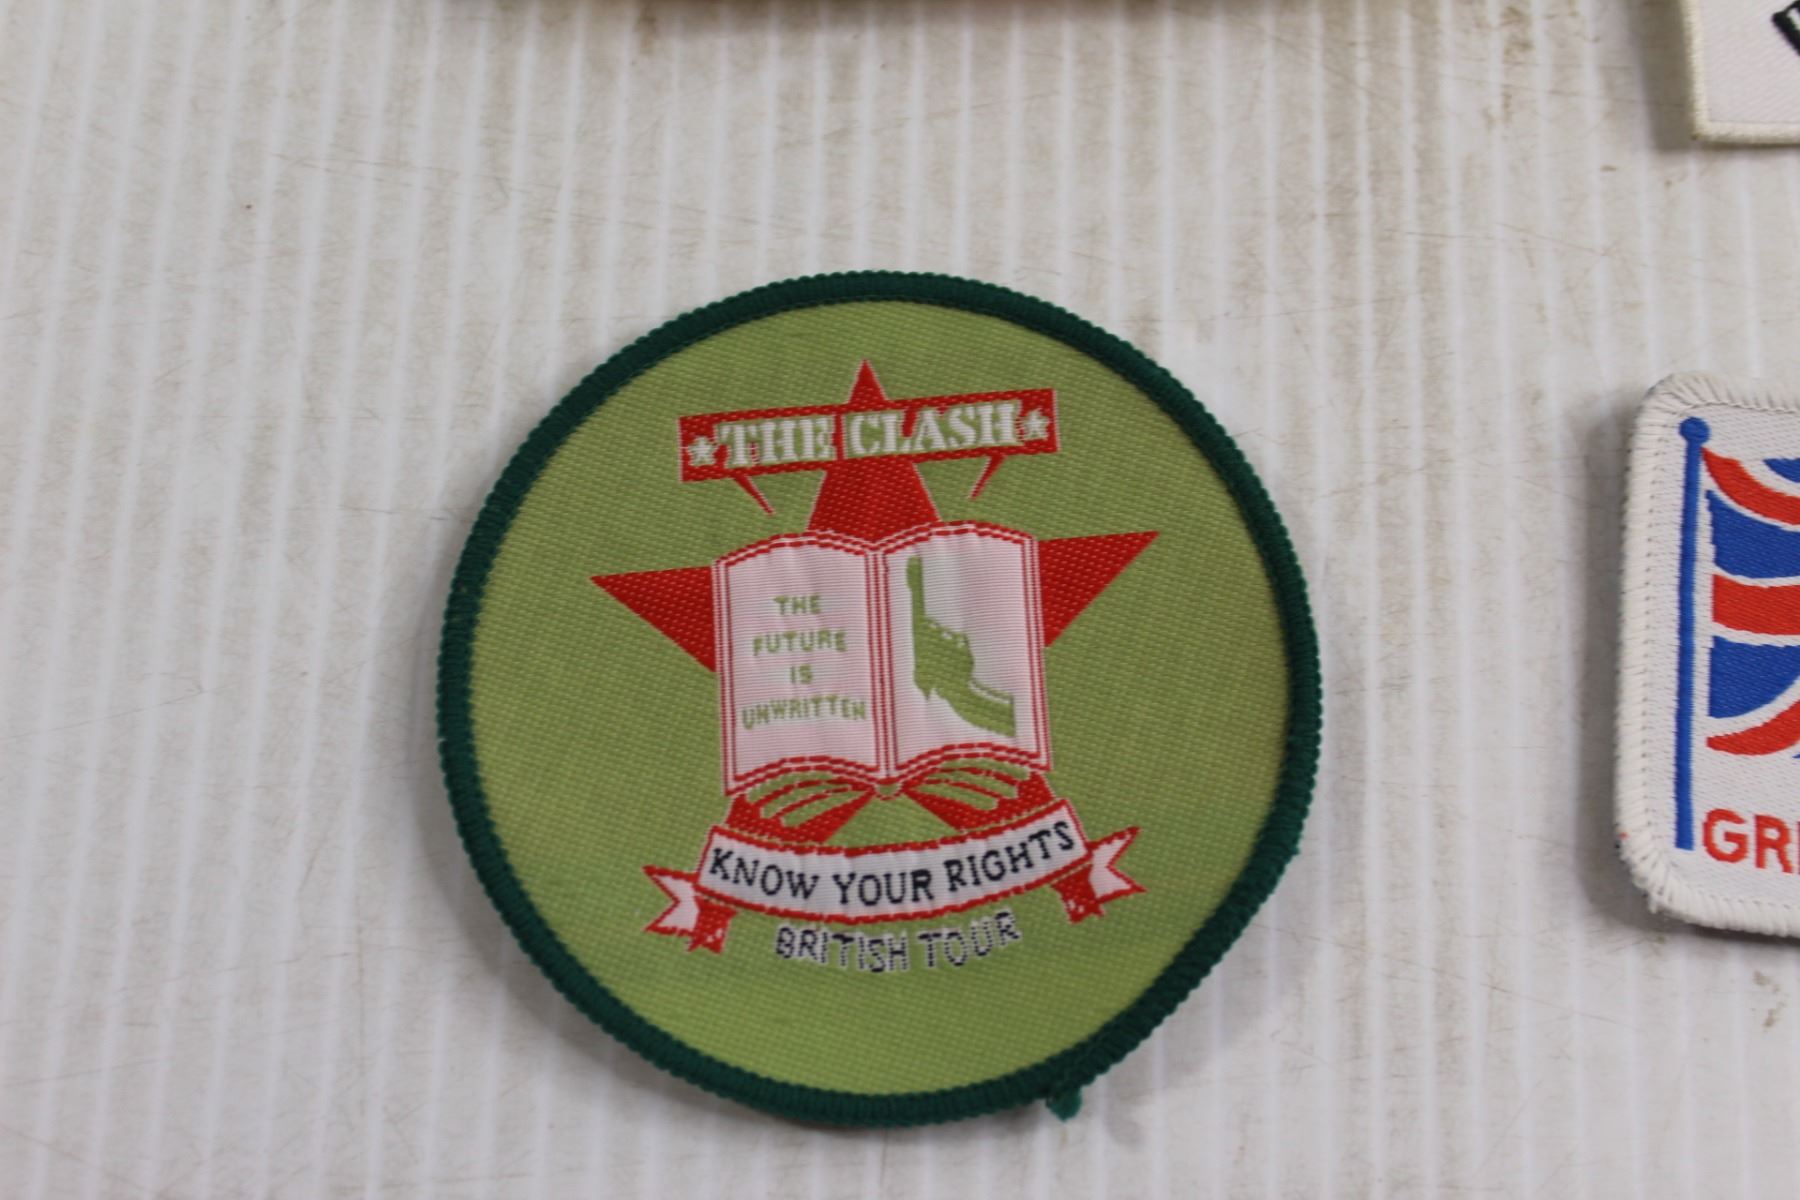 THE CLASH
THE
FUTURE
IS
UNWRITTEN
KNOW YOUR RIGHTS
BRITISH TOUR